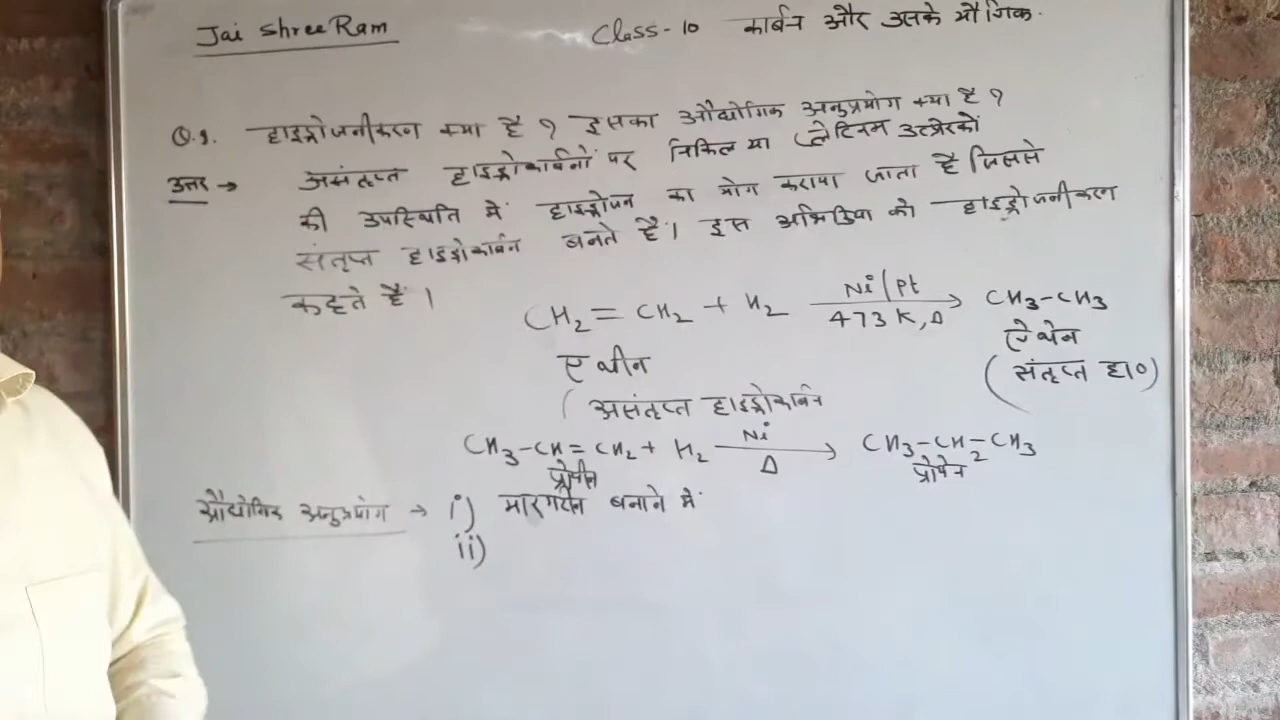 Jai Shree Ram
Class-10 कार्बन और उसके यौगिक.
Q.1. हाइड्रोजनीकरण क्या है ? इसका औद्योगिक अनुप्रयोग क्या है ?
उत्तर → असंतृप्त हाइड्रोकार्बनों पर निकिल या प्लेटिनम उत्प्रेरकों
की उपस्थिति में हाइड्रोजन का योग कराया जाता है जिससे
संतृप्त हाइड्रोकार्बन बनते हैं। इस अभिक्रिया को हाइड्रोजनीकरण
कहते हैं ।
CH₂ = CH₂ + H₂ Ni/Pt → CH₃-CH₃
473 K, Δ
एथीन ऐथेन
(असंतृप्त हाइड्रोकार्बन (संतृप्त हा०)
CH₃-CH=CH₂ + H₂ Ni → CH₃-CH₂-CH₃
Δ
प्रोपीन प्रोपेन
औद्योगिक अनुप्रयोग → i) मारगरीन बनाने में
ii)